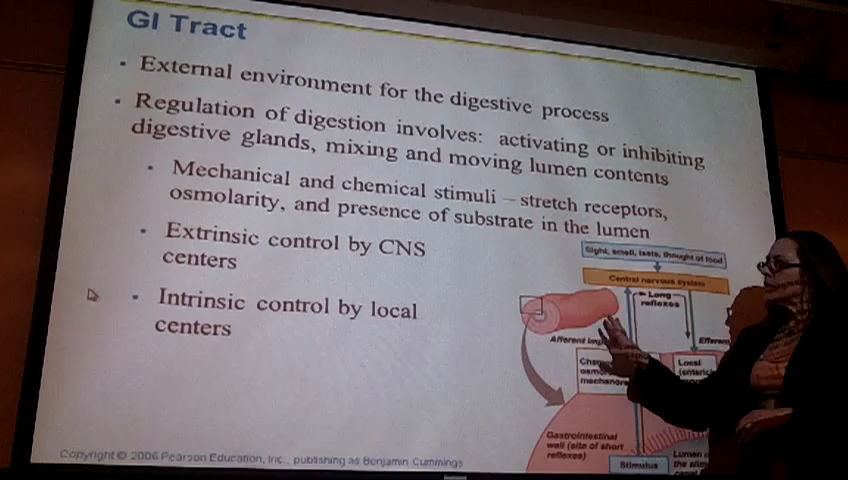 GI Tract
• External environment for the digestive process
• Regulation of digestion involves: activating or inhibiting
digestive glands, mixing and moving lumen contents
• Mechanical and chemical stimuli – stretch receptors,
osmolarity, and presence of substrate in the lumen
• Extrinsic control by CNS
centers
• Intrinsic control by local
centers
Sight, smell, taste, thought of food
Central nervous system
Long
reflexes
Afferent
Local
Gastrointestinal
wall (site of short
reflexes)
Stimulus
Lumen
Copyright © 2006 Pearson Education, Inc., publishing as Benjamin Cummings